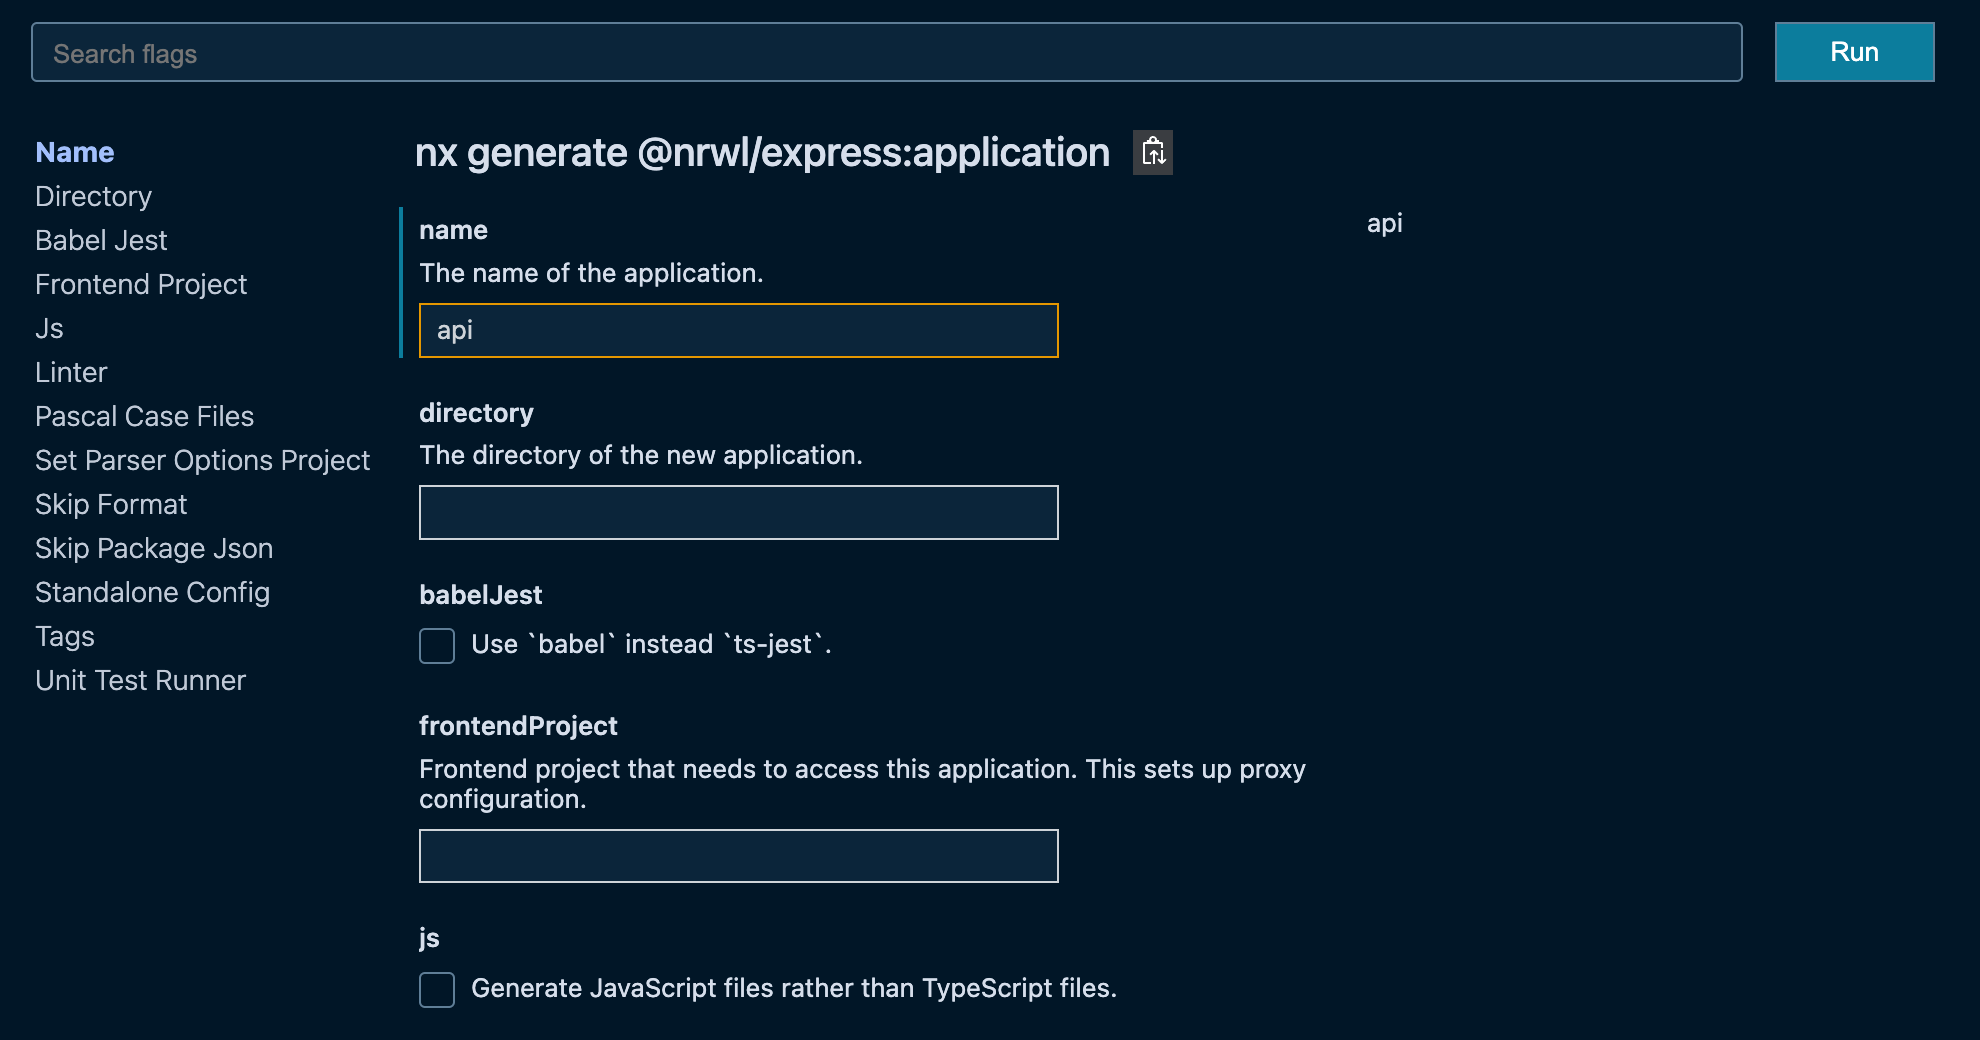 Search flags
Run
Name
Directory
Babel Jest
Frontend Project
Js
Linter
Pascal Case Files
Set Parser Options Project
Skip Format
Skip Package Json
Standalone Config
Tags
Unit Test Runner
nx generate @nrwl/express:application
name
The name of the application.
api
api
directory
The directory of the new application.
babelJest
Use `babel` instead `ts-jest`.
frontendProject
Frontend project that needs to access this application. This sets up proxy
configuration.
js
Generate JavaScript files rather than TypeScript files.